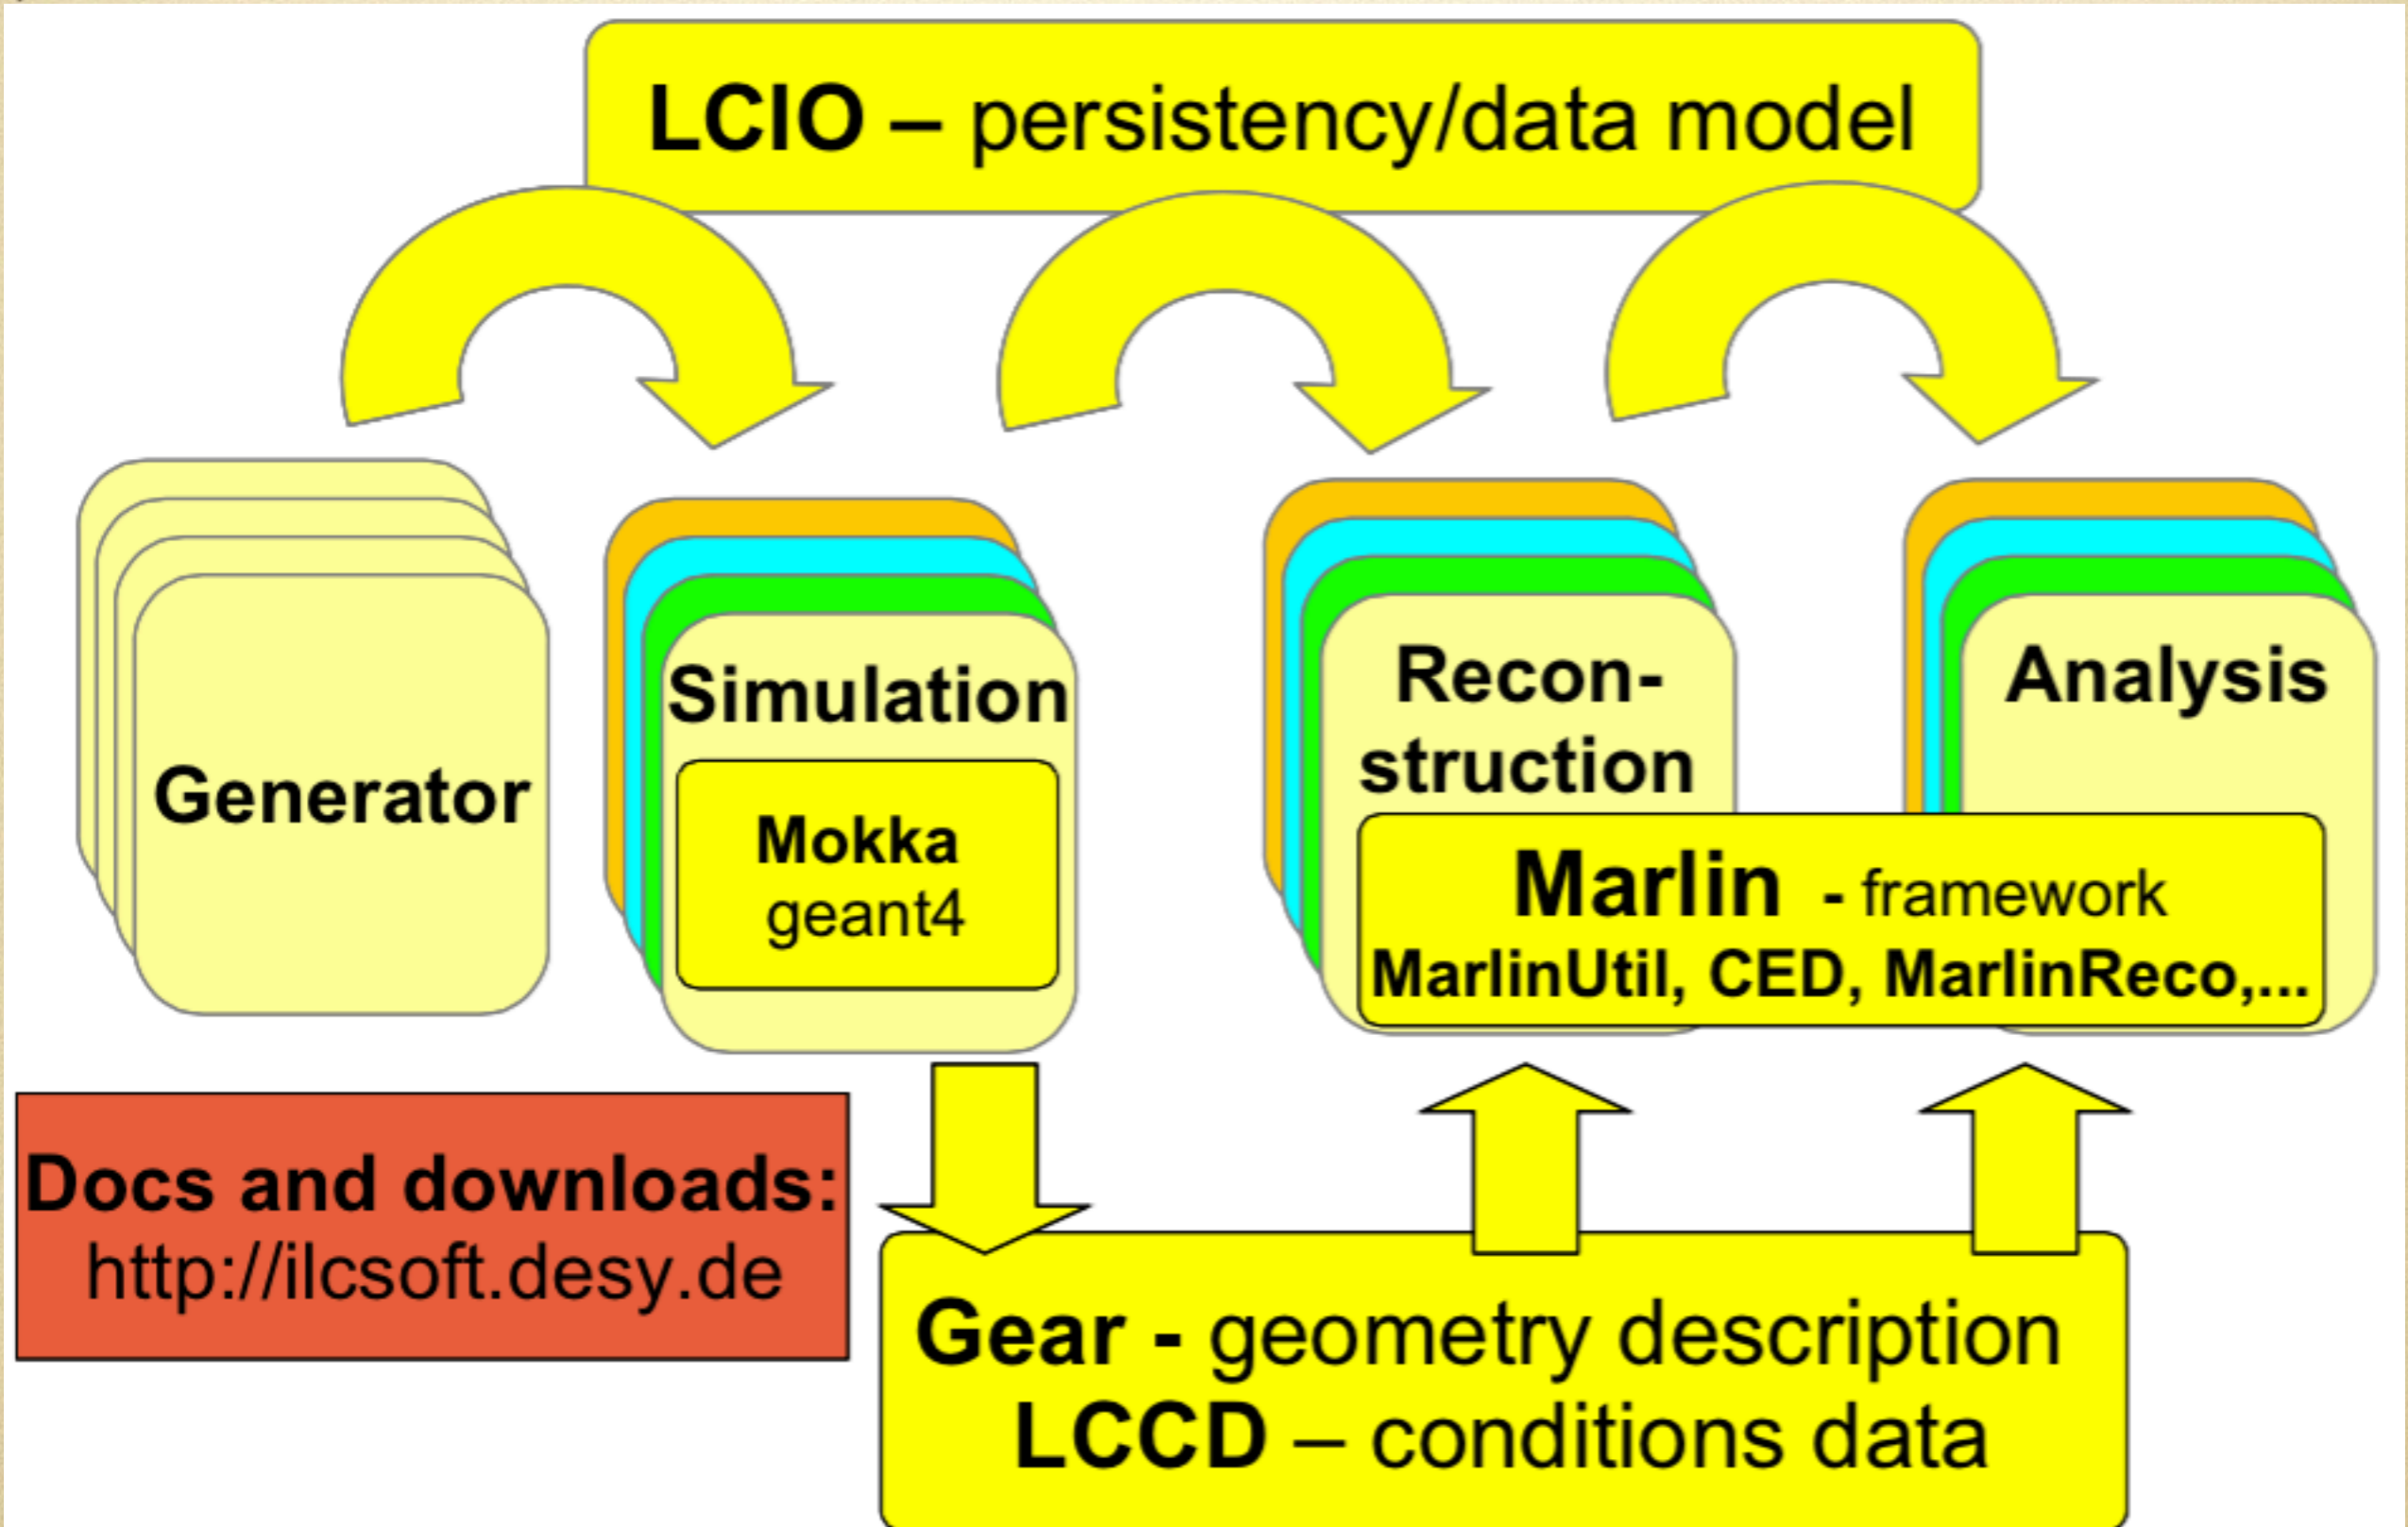 LCIO – persistency/data model
Generator
Simulation
Mokka
geant4
Recon-
struction
Analysis
Marlin - framework
MarlinUtil, CED, MarlinReco,...
Docs and downloads:
http://ilcsoft.desy.de
Gear - geometry description
LCCD – conditions data